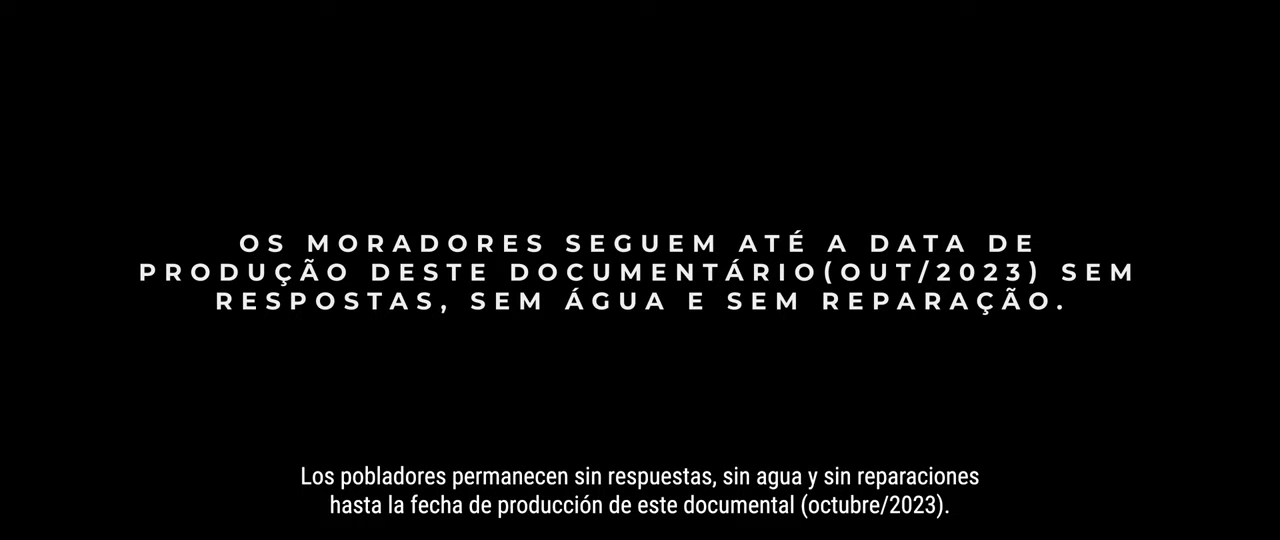 OS MORADORES SEGUEM ATÉ A DATA DE
PRODUÇÃO DESTE DOCUMENTÁRIO(OUT/2023) SEM
RESPOSTAS, SEM ÁGUA E SEM REPARAÇÃO.
Los pobladores permanecen sin respuestas, sin agua y sin reparaciones
hasta la fecha de producción de este documental (octubre/2023).